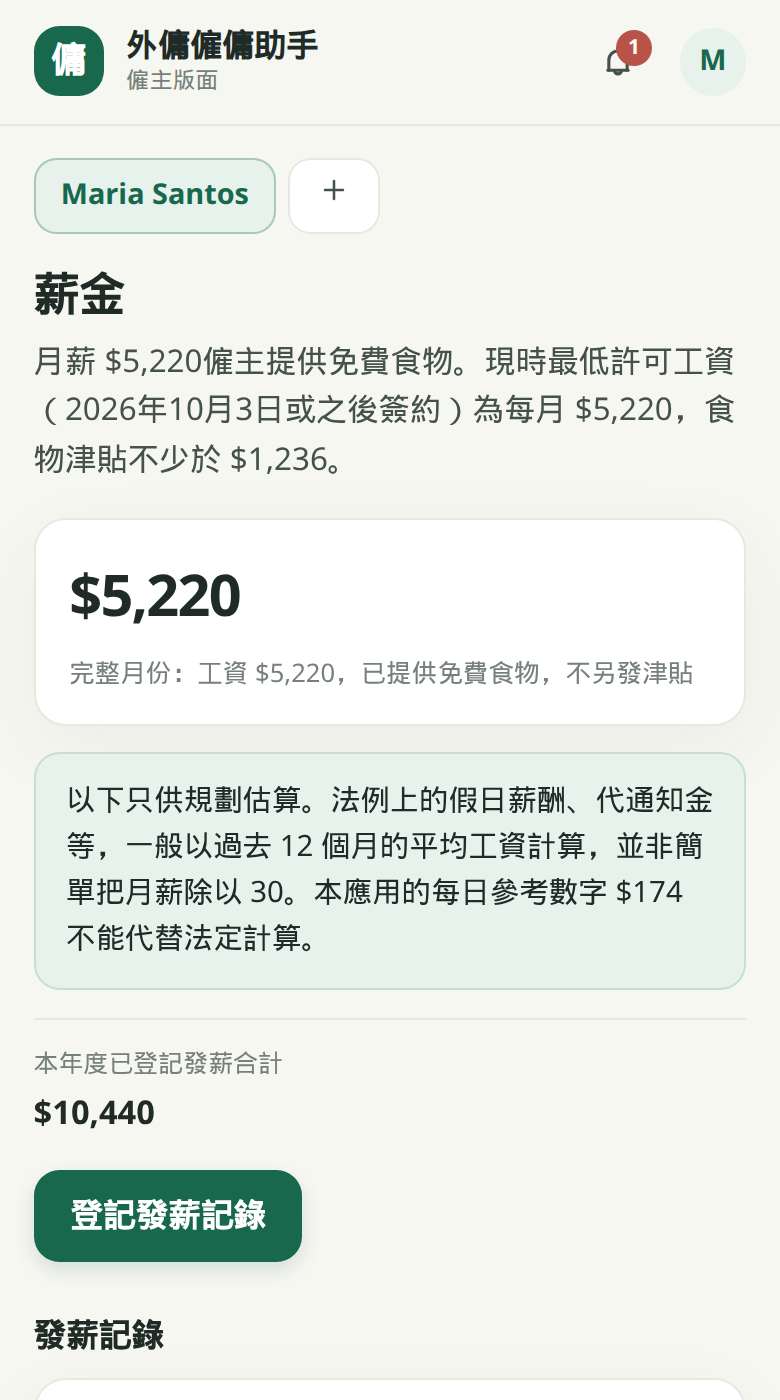 傭
外傭僱傭助手
僱主版面
1
M
Maria Santos
+
薪金
月薪 $5,220僱主提供免費食物。現時最低許可工資
（2026年10月3日或之後簽約）為每月 $5,220，食
物津貼不少於 $1,236。
$5,220
完整月份：工資 $5,220，已提供免費食物，不另發津貼
以下只供規劃估算。法例上的假日薪酬、代通知金
等，一般以過去 12 個月的平均工資計算，並非簡
單把月薪除以 30。本應用的每日參考數字 $174
不能代替法定計算。
本年度已登記發薪合計
$10,440
登記發薪記錄
發薪記錄